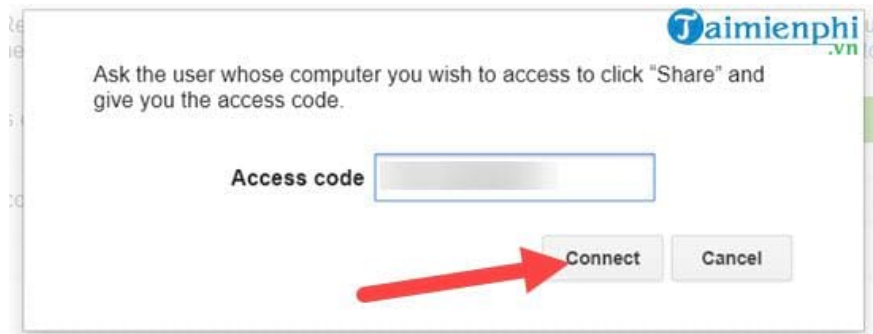 Taimienphi
.vn
Ask the user whose computer you wish to access to click “Share” and
give you the access code.
Access code
Connect
Cancel